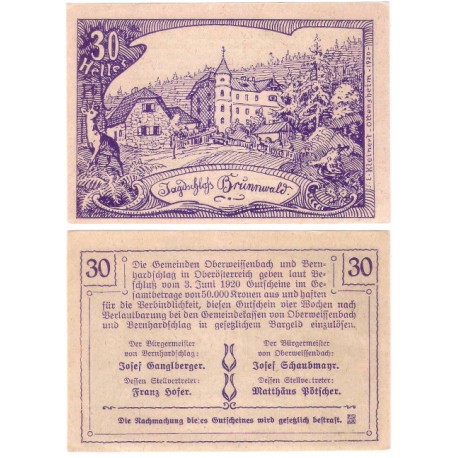 30
Heller
Jagdschloß Brunnwald
L. Kleinert - Ottensheim - 1920 -
30
30
Die Gemeinden Oberweissenbach und Bern-
hardschlag in Oberösterreich geben laut Be-
schluß vom 3. Juni 1920 Gutscheine im Ge-
samtbetrage von 50.000 Kronen aus und haften
für die Verbindlichkeit, diesen Gutschein vier Wochen nach
Verlautbarung bei den Gemeindekassen von Oberweissenbach
und Bernhardschlag in gesetzlichem Bargeld einzulösen.
Der Bürgermeister
von Bernhardschlag:
Josef Ganglberger.
Dessen Stellvertreter:
Franz Hofer.
Der Bürgermeister
von Oberweissenbach:
Josef Schaubmayr.
Dessen Stellvertreter:
Matthäus Pötscher.
Die Nachmachung dieses Gutscheines wird gesetzlich bestraft.